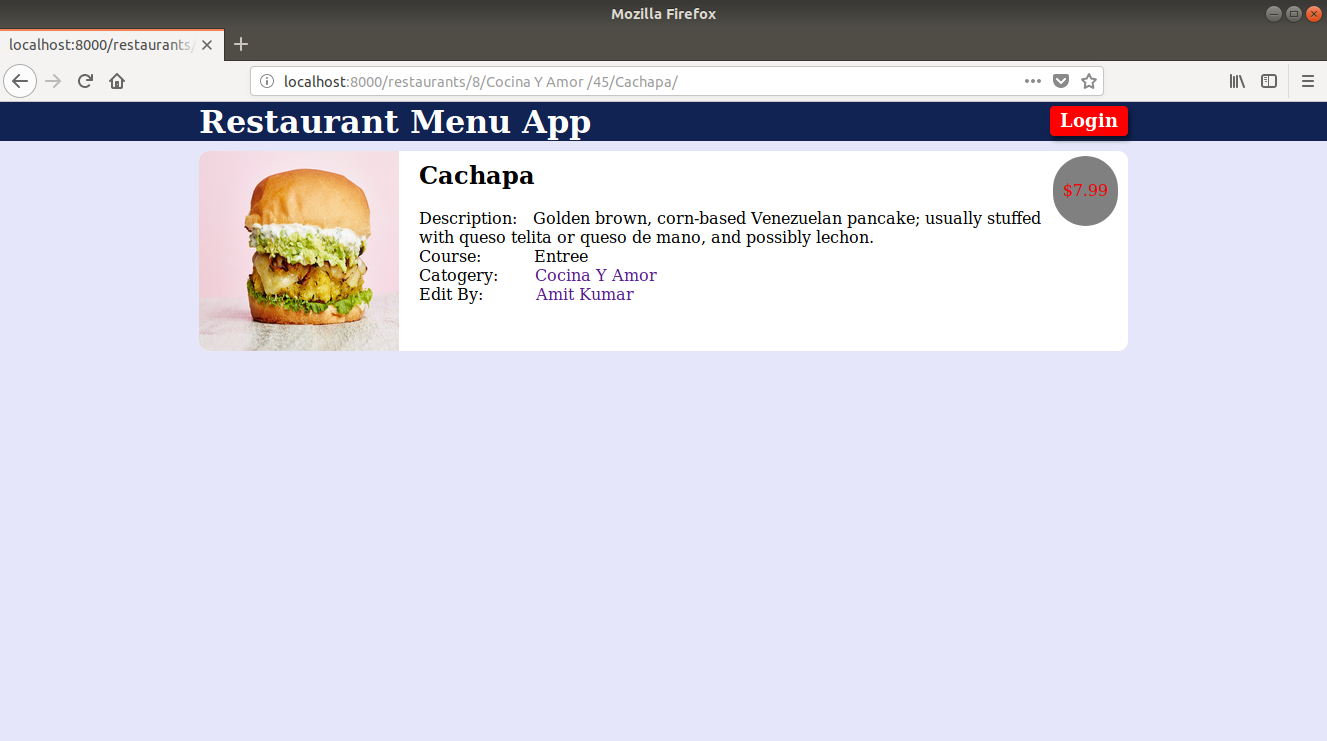 Mozilla Firefox
localhost:8000/restaurants/
localhost:8000/restaurants/8/Cocina Y Amor /45/Cachapa/
Restaurant Menu App
Login
Cachapa
$7.99
Description: Golden brown, corn-based Venezuelan pancake; usually stuffed
with queso telita or queso de mano, and possibly lechon.
Course: Entree
Catogery: Cocina Y Amor
Edit By: Amit Kumar